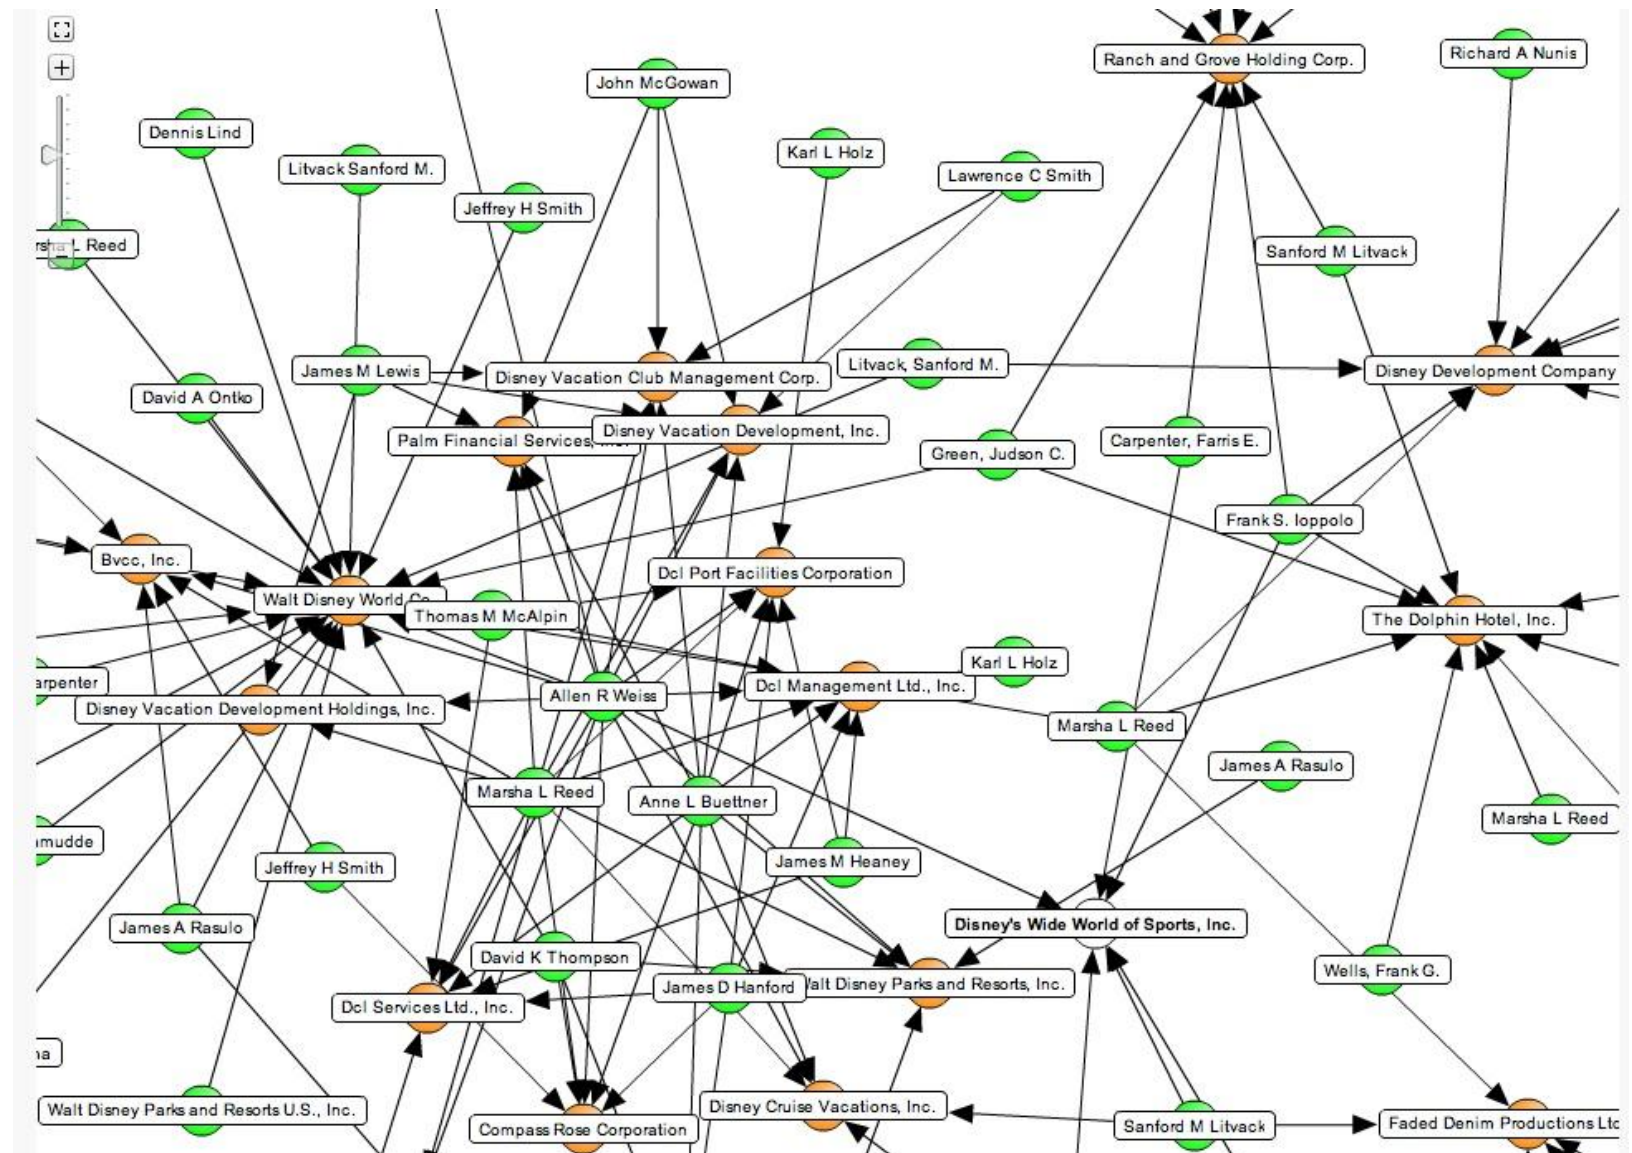 Ranch and Grove Holding Corp.
Richard A Nunis
John McGowan
Dennis Lind
Karl L Holz
Litvack Sanford M.
Lawrence C Smith
Jeffrey H Smith
L Reed
Sanford M Litvack
James M Lewis
Disney Vacation Club Management Corp.
Litvack, Sanford M.
Disney Development Company
David A Ontko
Palm Financial Services,
Disney Vacation Development, Inc.
Green, Judson C.
Carpenter, Farris E.
Frank S. Ioppolo
Bvcc, Inc.
Dcl Port Facilities Corporation
Walt Disney World
Thomas M McAlpin
The Dolphin Hotel, Inc.
Karl L Holz
arpenter
Disney Vacation Development Holdings, Inc.
Allen R Weiss
Dcl Management Ltd., Inc.
Marsha L Reed
James A Rasulo
Marsha L Reed
Anne L Buettner
Marsha L Reed
mudde
Jeffrey H Smith
James M Heaney
James A Rasulo
Disney's Wide World of Sports, Inc.
David K Thompson
Wells, Frank G.
Dcl Services Ltd., Inc.
James D Hanford
alt Disney Parks and Resorts, Inc.
na
Walt Disney Parks and Resorts U.S., Inc.
Disney Cruise Vacations, Inc.
Compass Rose Corporation
Sanford M Litvack
Faded Denim Productions Ltd